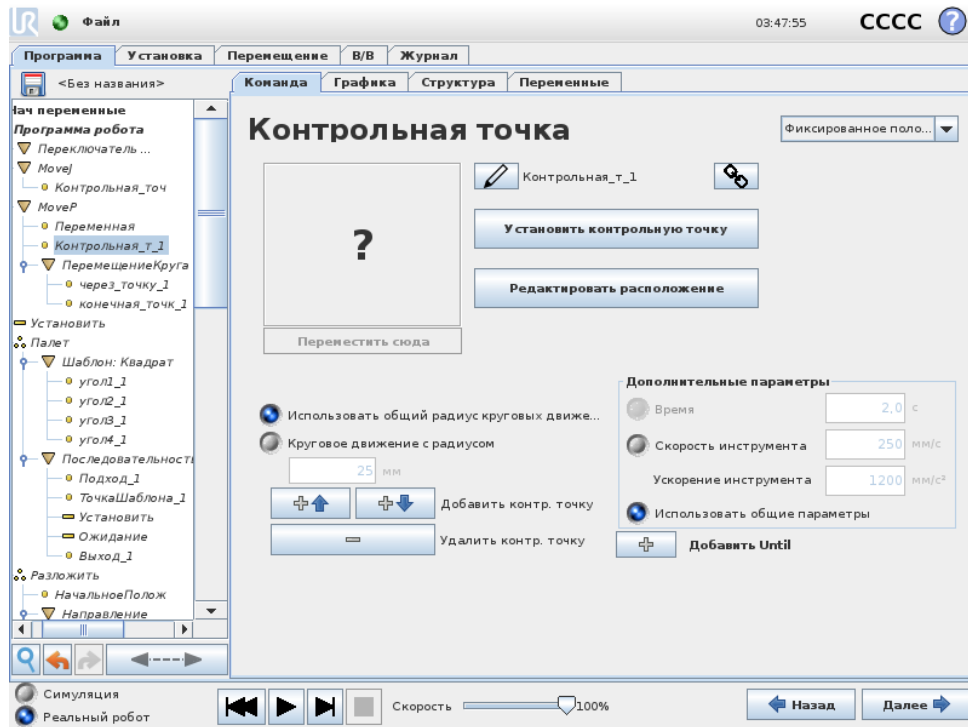 Файл
03:47:55
CCCC
?
Программа Установка Перемещение В/В Журнал
<Без названия>
Команда Графика Структура Переменные
Нач переменные
Программа робота
Переключатель ...
MoveJ
Контрольная_точ
MoveP
Переменная
Контрольная_т_1
ПеремещениеКруга
через_точку_1
конечная_точк_1
Установить
Палет
Шаблон: Квадрат
угол1_1
угол2_1
угол3_1
угол4_1
Последовательность
Подход_1
ТочкаШаблона_1
Установить
Ожидание
Выход_1
Разложить
НачальноеПолож
Направление
Контрольная точка
Фиксированное поло...
?
Контрольная_т_1
Установить контрольную точку
Редактировать расположение
Переместить сюда
Использовать общий радиус круговых движе...
Круговое движение с радиусом
25 мм
Добавить контр. точку
Удалить контр. точку
Дополнительные параметры
Время 2,0 с
Скорость инструмента 250 мм/с
Ускорение инструмента 1200 мм/с²
Использовать общие параметры
Добавить Until
Симуляция
Реальный робот
Скорость 100%
Назад
Далее